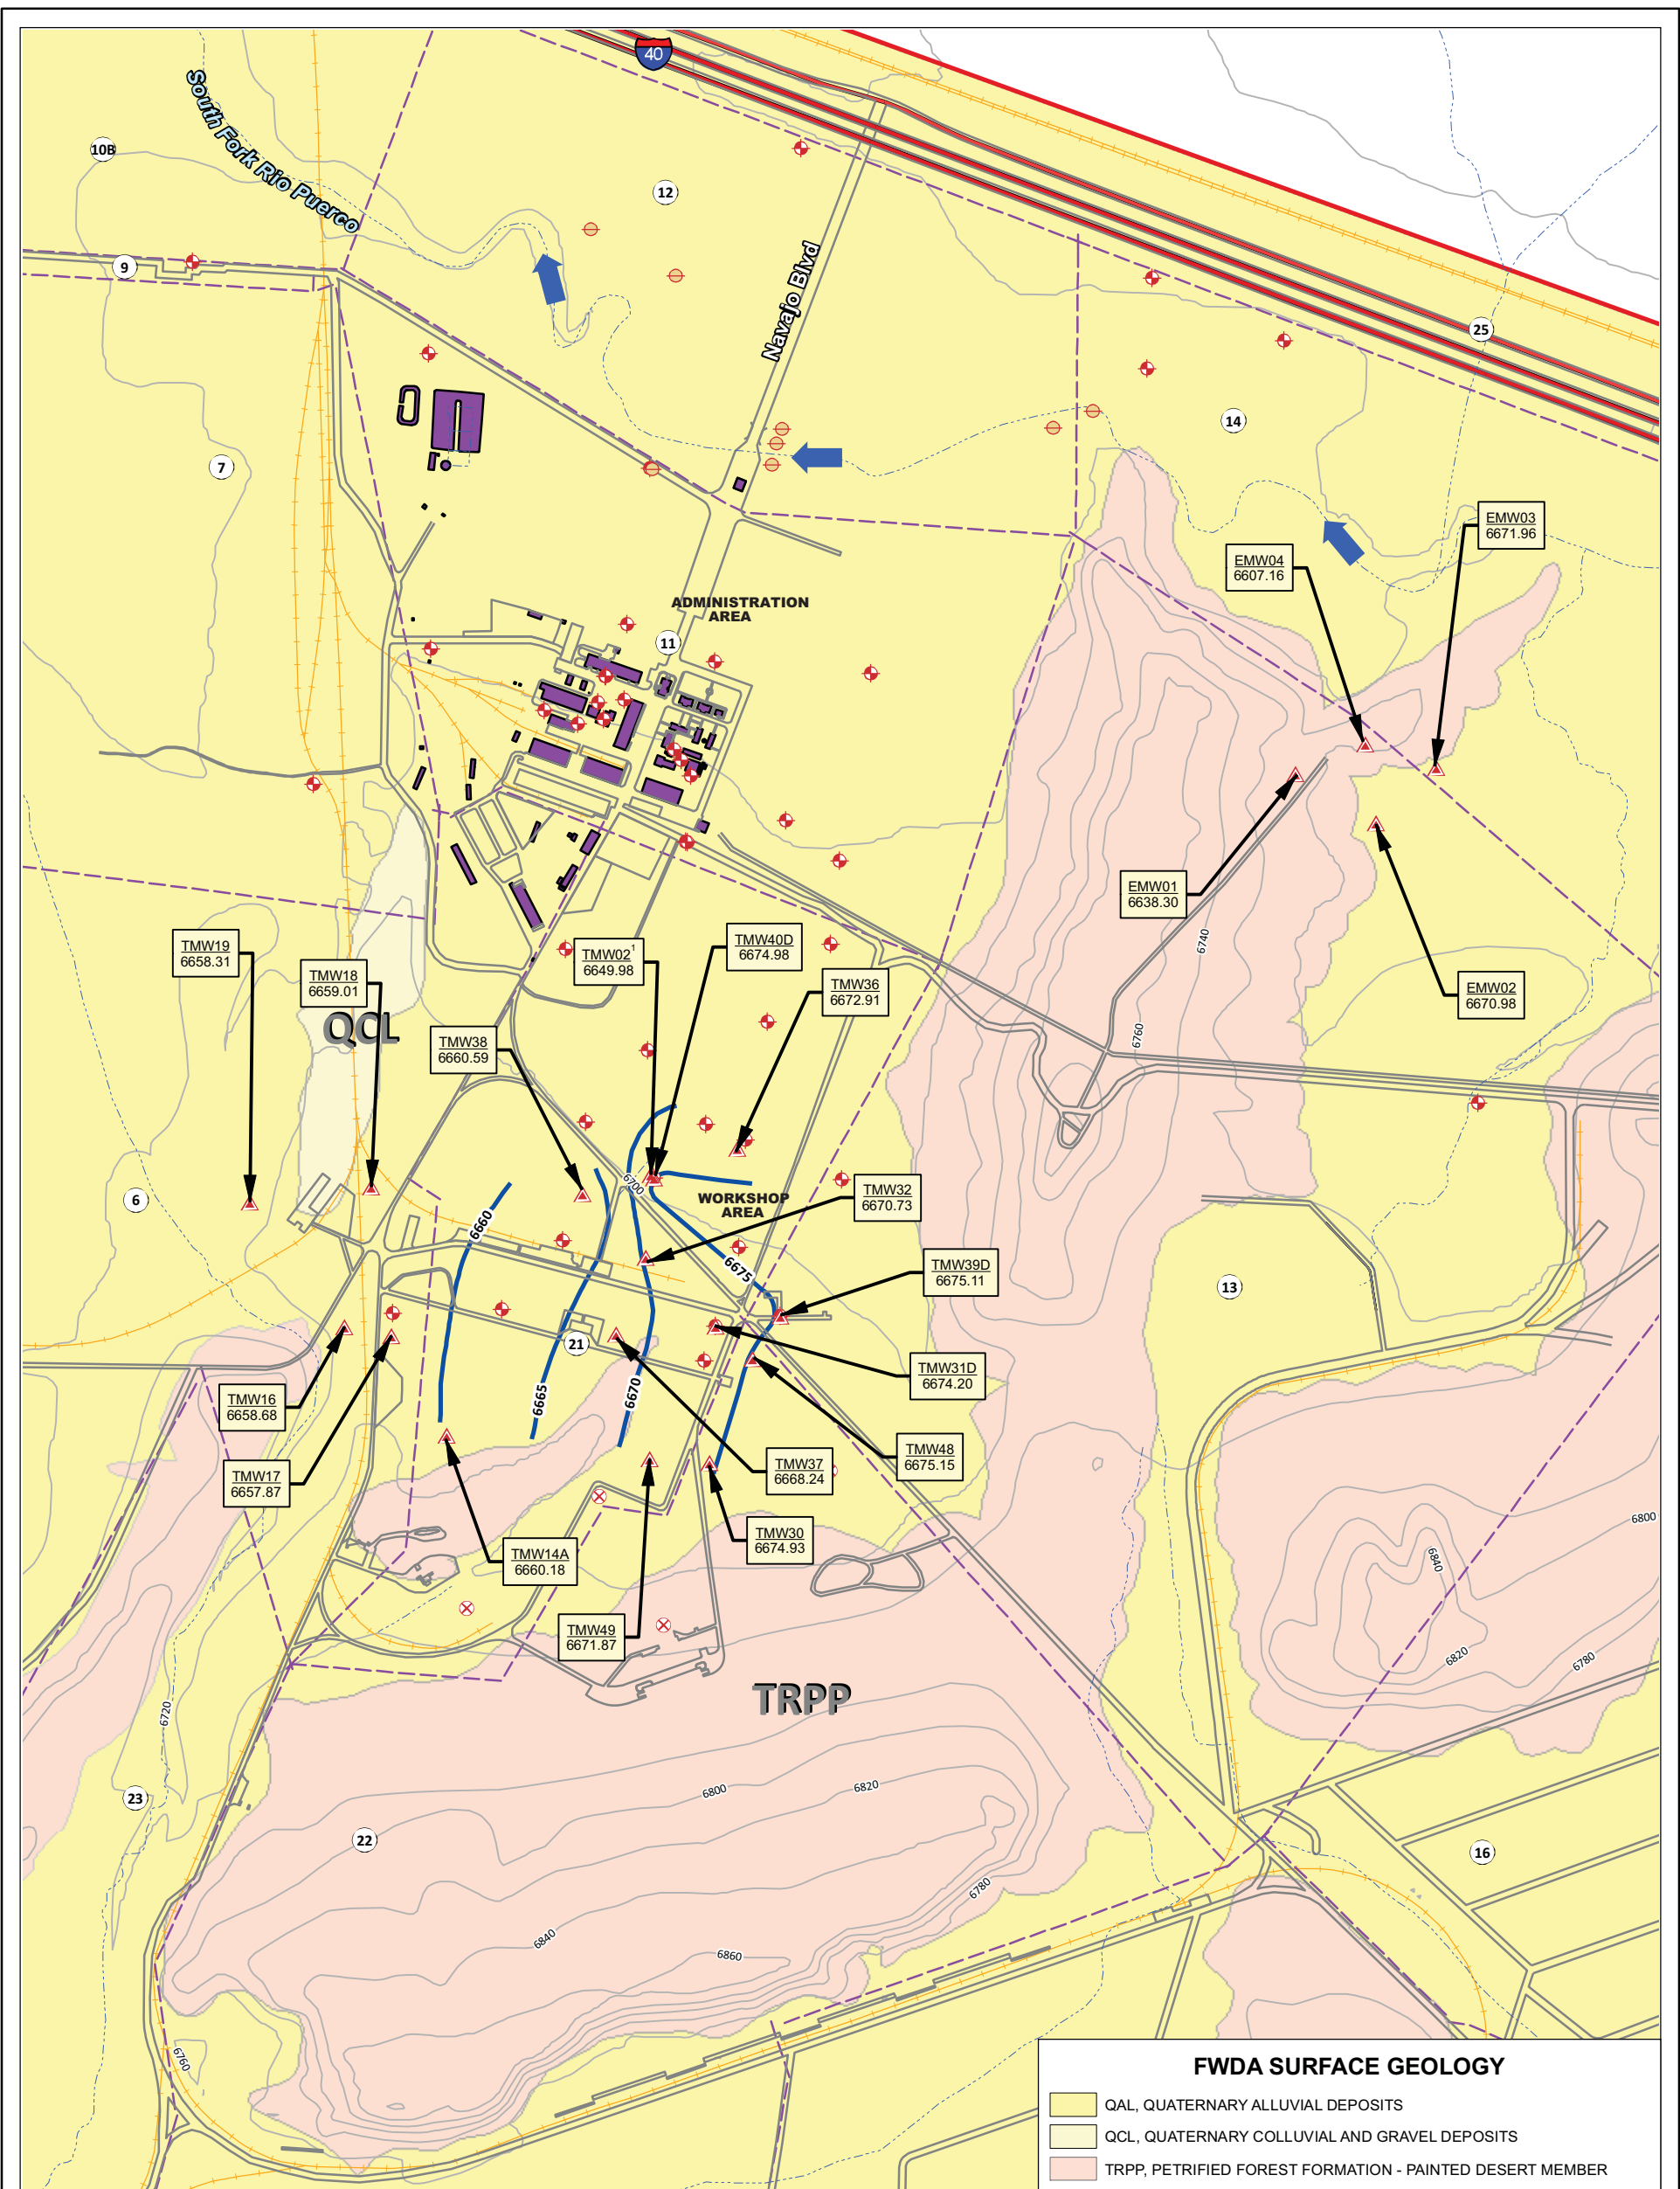 40
South Fork Rio Puerco
10B
12
9
Navajo Blvd
25
14
7
EMW03
6671.96
EMW04
6607.16
ADMINISTRATION
AREA
11
EMW01
6638.30
6740
TMW19
6658.31
TMW02¹
6649.98
TMW40D
6674.98
TMW18
6659.01
TMW36
6672.91
EMW02
6670.98
QCL
TMW38
6660.59
6760
6700
6
WORKSHOP
AREA
TMW32
6670.73
6660
6675
TMW39D
6675.11
13
21
TMW31D
6674.20
TMW16
6658.68
6665
6670
TMW17
6657.87
TMW37
6668.24
TMW48
6675.15
6800
TMW14A
6660.18
TMW30
6674.93
6840
TMW49
6671.87
6820
6780
TRPP
6720
6800
6820
23
22
16
6780
6840
6860
6760
FWDA SURFACE GEOLOGY
QAL, QUATERNARY ALLUVIAL DEPOSITS
QCL, QUATERNARY COLLUVIAL AND GRAVEL DEPOSITS
TRPP, PETRIFIED FOREST FORMATION - PAINTED DESERT MEMBER